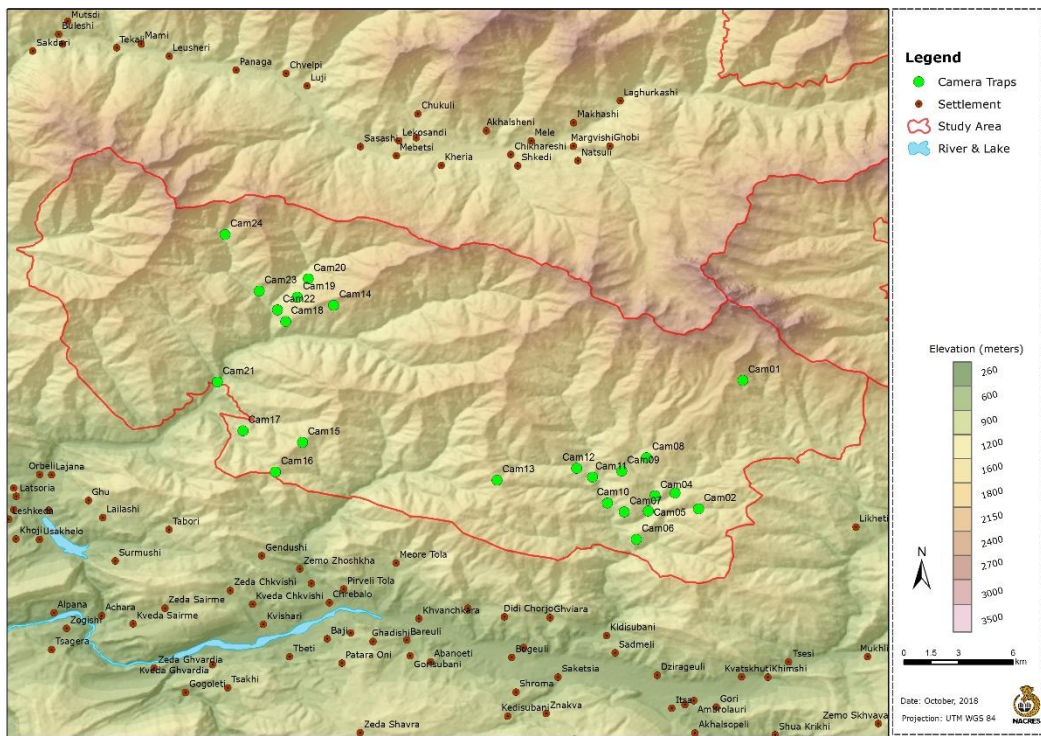 Mutsdi
Buleshi
Sakdari
Tekali
Mami
Leusheri
Panaga
Chvelpi
Luji
Laghurkashi
Chukuli
Makhashi
Akhalsheni
Lekosandi
Mele
Sasashi
Margvishi
Ghobi
Mebetsi
Chikhareshi
Natsuli
Kheria
Shkedi
Cam24
Cam20
Cam23
Cam19
Cam22
Cam14
Cam18
Cam21
Cam01
Cam17
Cam15
Cam16
Cam08
Cam12
Cam09
Cam11
Cam13
Cam04
Cam10
Cam02
Cam07
Cam05
Cam06
Orbeli
Lajana
Latsoria
Ghu
Leshkeda
Lailashi
Khoji
Usakhelo
Tabori
Likheti
Surmushi
Gendushi
Meore Tola
Zemo Zhoshkha
Zeda Chkvishi
Pirveli Tola
Alpana
Achara
Zeda Sairme
Kveda Chkvishi
Chrebalo
Zogishi
Kveda Sairme
Kvishari
Khvanchkara
Didi Chorjo
Ghviara
Tsagera
Baji
Ghadishi
Bareuli
Kldisubani
Sadmeli
Zeda Ghvardia
Kveda Ghvardia
Tbeti
Patara Oni
Abanoeti
Gorisubani
Bugeuli
Tsesi
Mukhli
Gogoleti
Tsakhi
Saketsia
Dzirageuli
Kvatskhuti
Khimshi
Shroma
Itsa
Gori
Kedisubani
Znakva
Ambrolauri
Zeda Shavra
Akhalsopeli
Shua Krikhi
Zemo Skhvava
Legend
Camera Traps
Settlement
Study Area
River & Lake
Elevation (meters)
260
600
900
1200
1600
1800
2150
2400
2700
3000
3500
N
0 1.5 3 6
km
Date: October, 2018
Projection: UTM WGS 84
NACRES